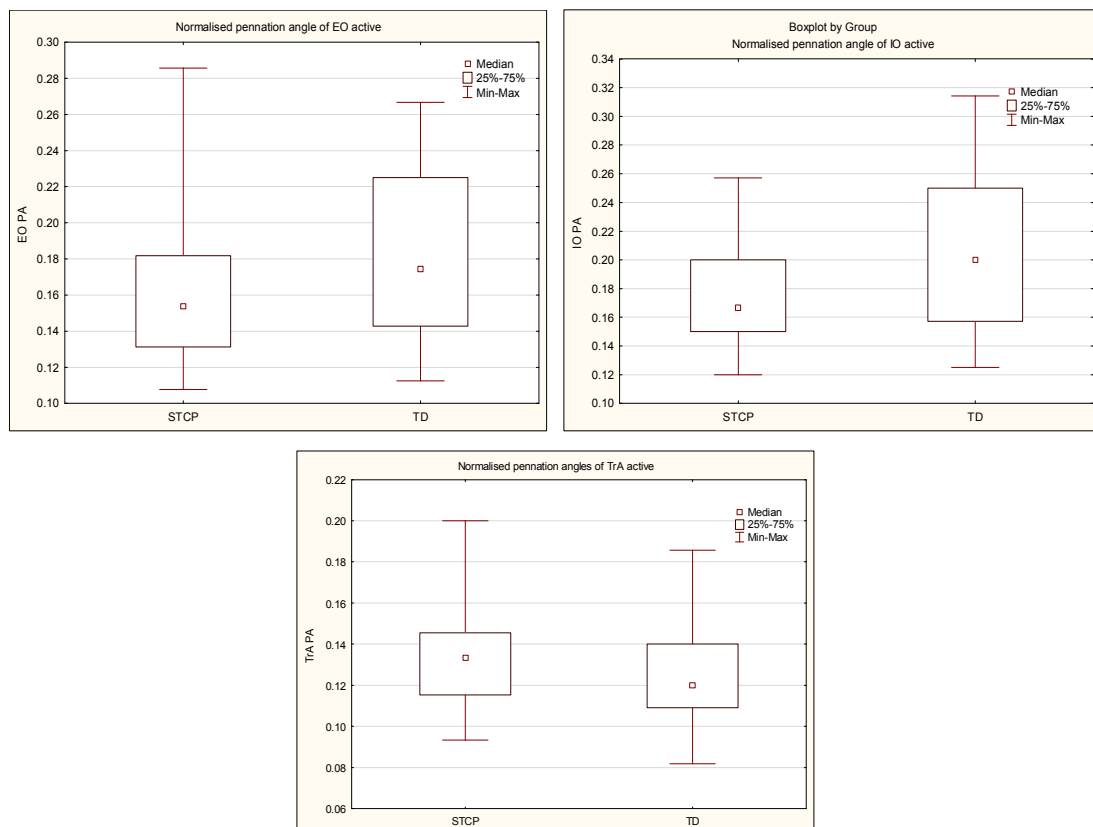 Normalised pennation angle of EO active
0.30
0.28
0.26
0.24
0.22
0.20
0.18
0.16
0.14
0.12
0.10
EO PA
STCP
TD
Median
25%-75%
Min-Max
Boxplot by Group
Normalised pennation angle of IO active
0.34
0.32
0.30
0.28
0.26
0.24
0.22
0.20
0.18
0.16
0.14
0.12
0.10
IO PA
STCP
TD
Median
25%-75%
Min-Max
Normalised pennation angles of TrA active
0.22
0.20
0.18
0.16
0.14
0.12
0.10
0.08
0.06
TrA PA
STCP
TD
Median
25%-75%
Min-Max